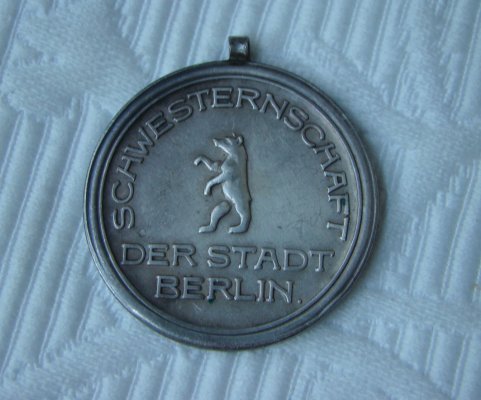 SCHWESTERNSCHAFT
DER STADT
BERLIN.